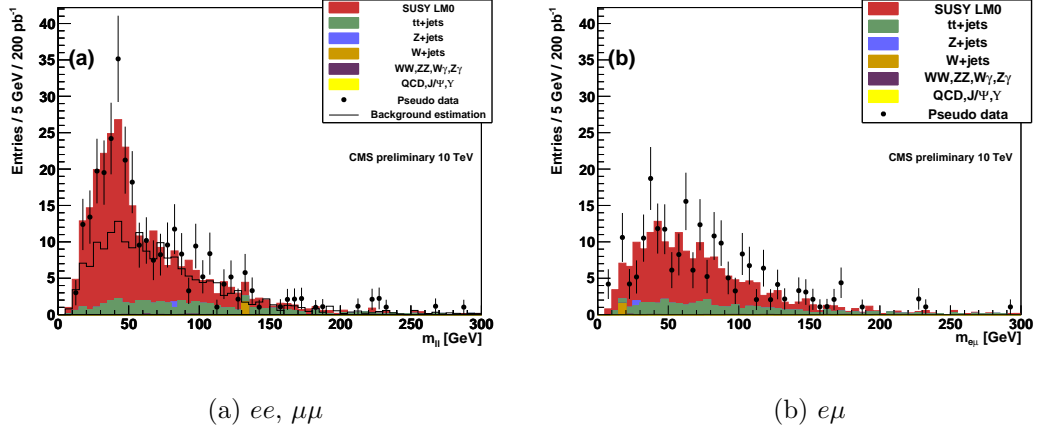 Entries / 5 GeV / 200 pb⁻¹
40
35
30
25
20
15
10
5
0
(a)
SUSY LM0
tt+jets
Z+jets
W+jets
WW,ZZ,Wγ,Zγ
QCD,J/Ψ,ϒ
Pseudo data
Background estimation
CMS preliminary 10 TeV
0 50 100 150 200 250 300
m_ll [GeV]
Entries / 5 GeV / 200 pb⁻¹
40
35
30
25
20
15
10
5
0
(b)
SUSY LM0
tt+jets
Z+jets
W+jets
WW,ZZ,Wγ,Zγ
QCD,J/Ψ,ϒ
Pseudo data
CMS preliminary 10 TeV
0 50 100 150 200 250 300
m_eμ [GeV]
(a) ee, μμ
(b) eμ